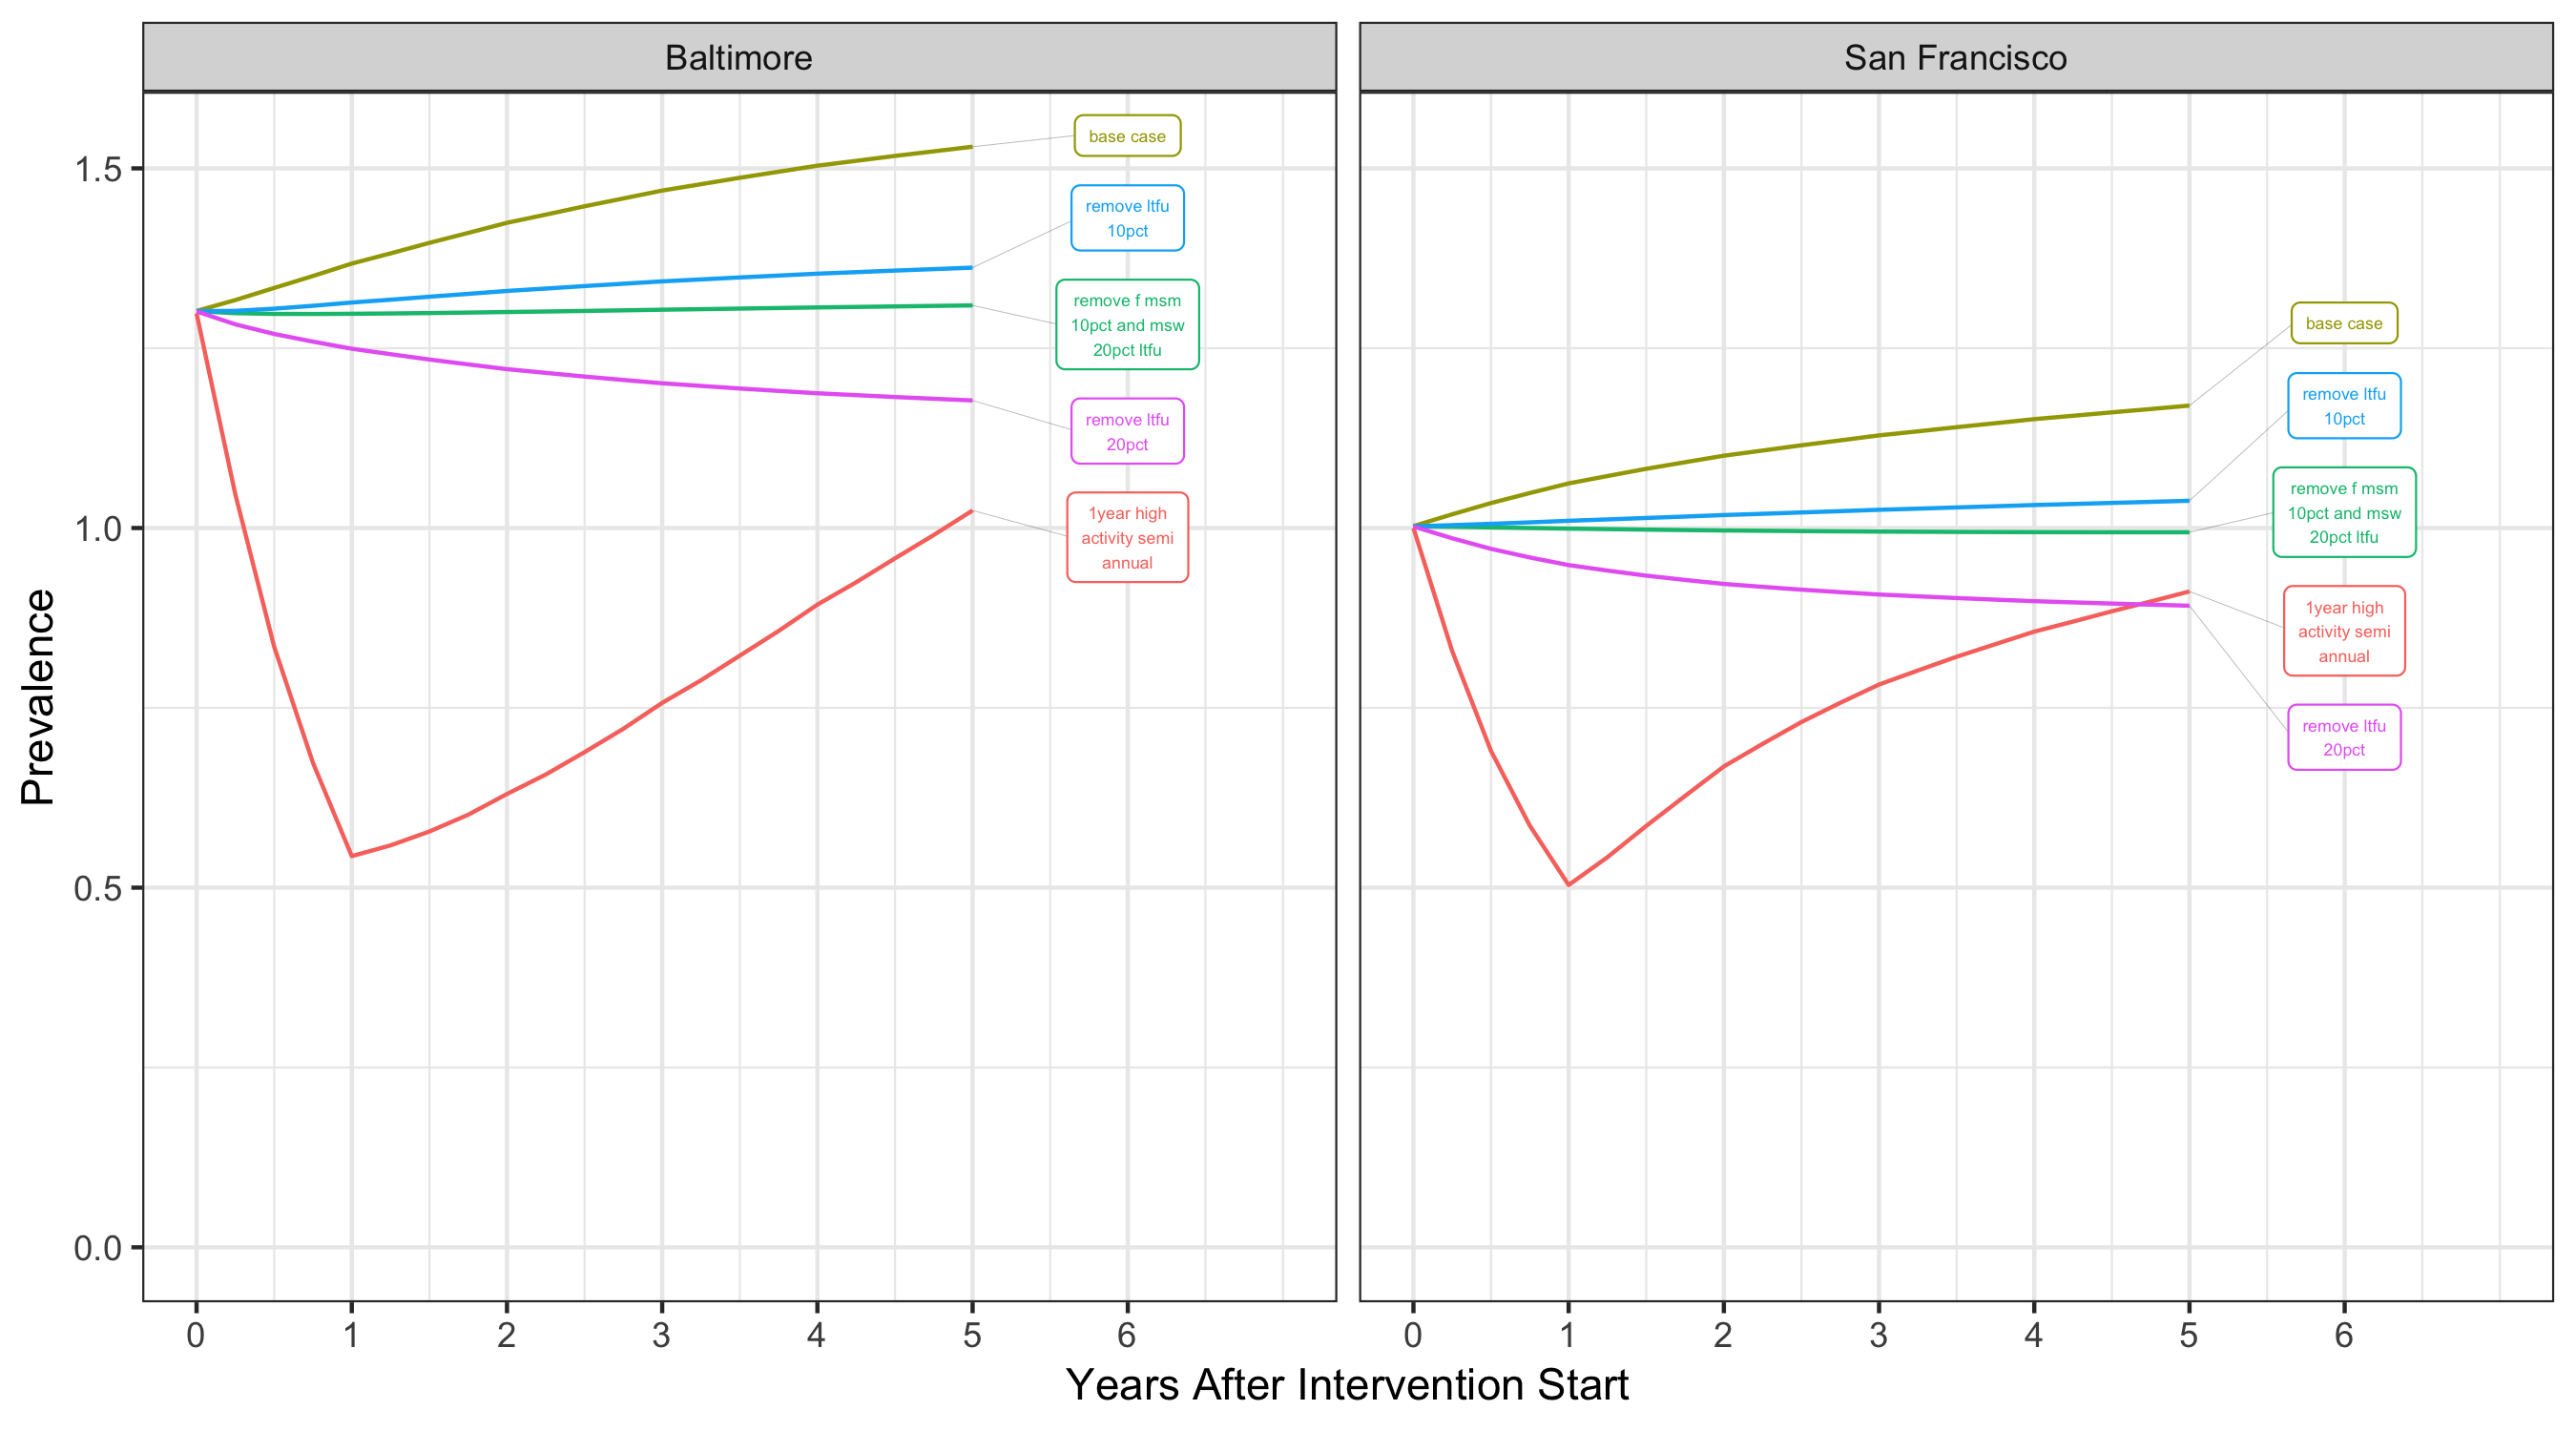 Baltimore
San Francisco
Prevalence
1.5
1.0
0.5
0.0
base case
remove ltfu
10pct
remove f msm
10pct and msw
20pct ltfu
remove ltfu
20pct
1year high
activity semi
annual
base case
remove ltfu
10pct
remove f msm
10pct and msw
20pct ltfu
1year high
activity semi
annual
remove ltfu
20pct
0 1 2 3 4 5 6
0 1 2 3 4 5 6
Years After Intervention Start